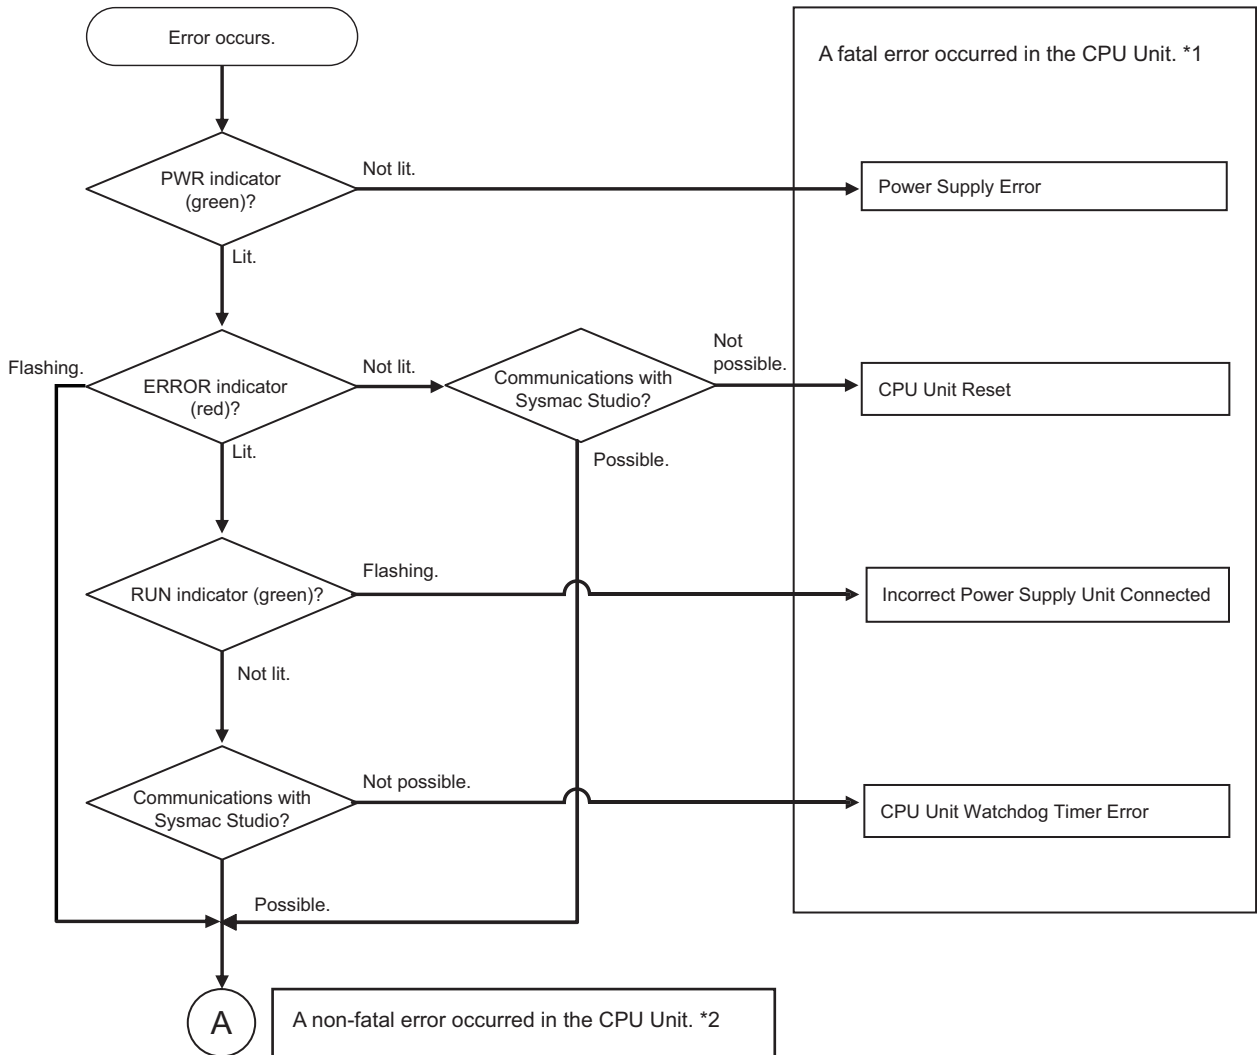 Error occurs.
A fatal error occurred in the CPU Unit. *1
PWR indicator
(green)?
Not lit.
Power Supply Error
Lit.
Flashing.
ERROR indicator
(red)?
Not lit.
Communications with
Sysmac Studio?
Not
possible.
CPU Unit Reset
Lit.
Possible.
RUN indicator (green)?
Flashing.
Incorrect Power Supply Unit Connected
Not lit.
Communications with
Sysmac Studio?
Not possible.
CPU Unit Watchdog Timer Error
Possible.
A
A non-fatal error occurred in the CPU Unit. *2